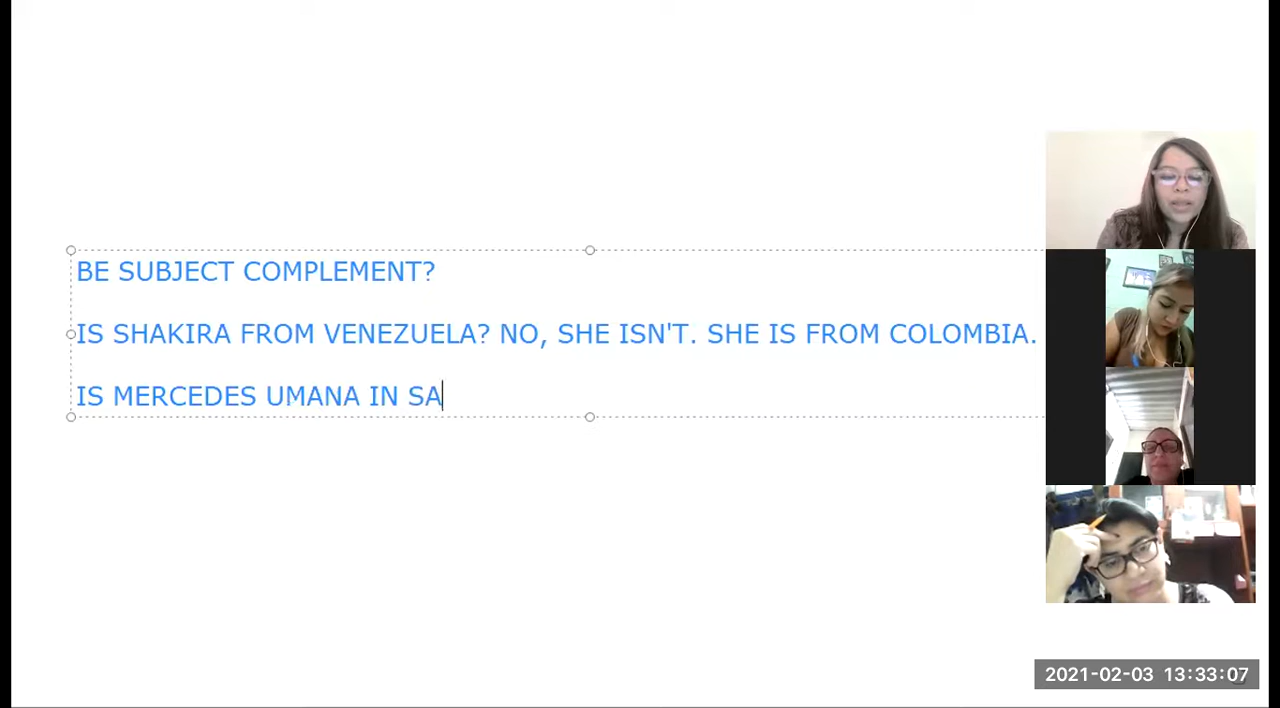 BE SUBJECT COMPLEMENT?
IS SHAKIRA FROM VENEZUELA? NO, SHE ISN'T. SHE IS FROM COLOMBIA.
IS MERCEDES UMANA IN SA
2021-02-03 13:33:07